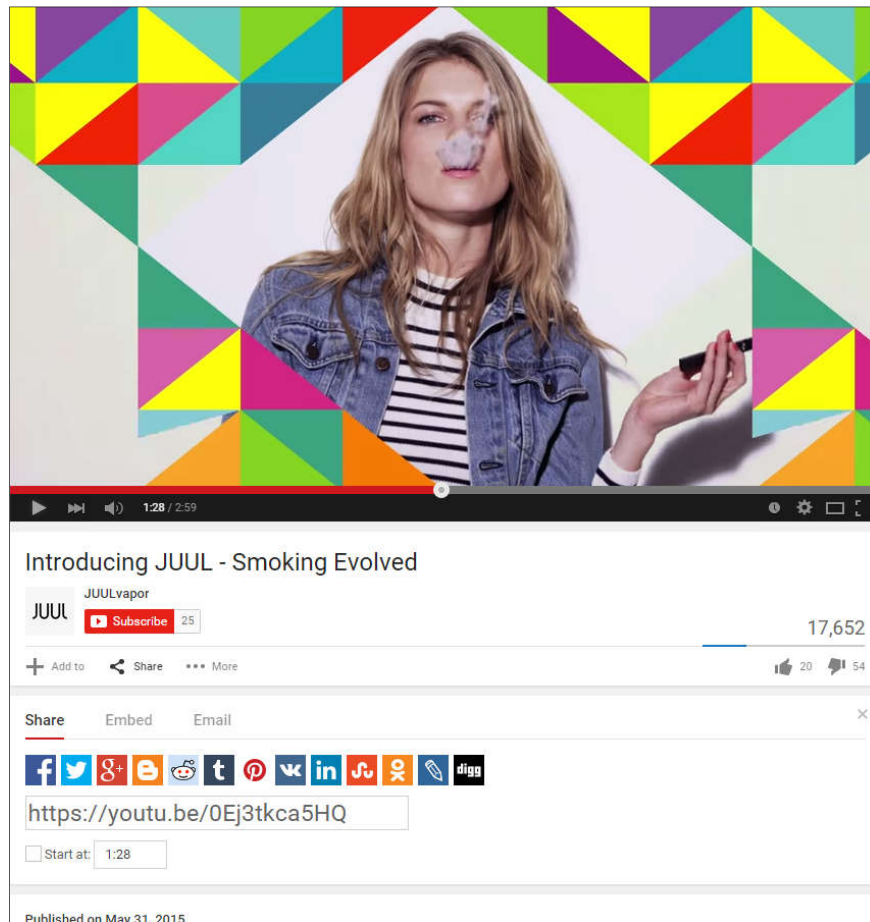 1:28 / 2:59
Introducing JUUL - Smoking Evolved
JUUL
JUULvapor
Subscribe 25
17,652
Add to Share More
20 54
Share Embed Email
g+ t in digg
https://youtu.be/0Ej3tkca5HQ
Start at: 1:28
Published on May 31, 2015